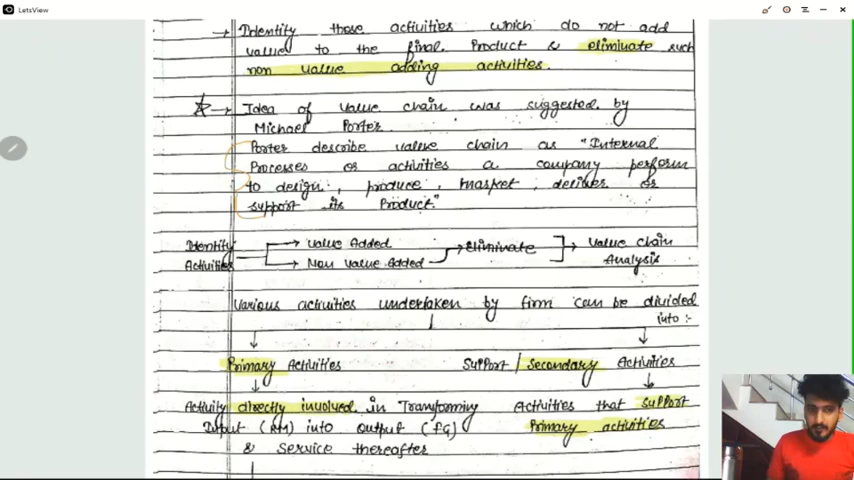 LetsView
→ Identity those activities which do not add
value to the final Product & eliminate such
non value adding activities.
→ Idea of value chain was suggested by
Michael Porter.
Porter describe value chain as "Internal
Processes or activities a company perform
to design, produce, market, deliver or
support its Product."
Identity → Value Added
Activities → Non Value Added → Eliminate → Value chain Analysis
Various activities undertaken by firm can be divided
into :-
Primary Activities Support / Secondary Activities
Activity directly involved in Transforming Activities that support
Input (RM) into output (FG) Primary activities
& Service thereafter